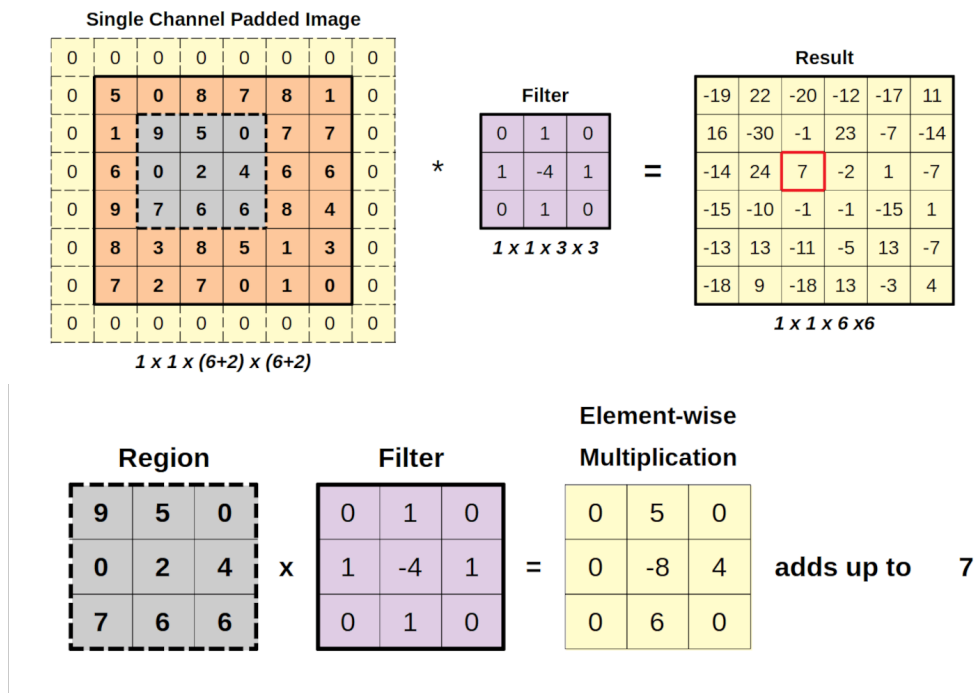 Single Channel Padded Image
0 0 0 0 0 0 0 0
0 5 0 8 7 8 1 0
0 1 9 5 0 7 7 0
0 6 0 2 4 6 6 0
0 9 7 6 6 8 4 0
0 8 3 8 5 1 3 0
0 7 2 7 0 1 0 0
0 0 0 0 0 0 0 0
1 x 1 x (6+2) x (6+2)
*
Filter
0 1 0
1 -4 1
0 1 0
1 x 1 x 3 x 3
=
Result
-19 22 -20 -12 -17 11
16 -30 -1 23 -7 -14
-14 24 7 -2 1 -7
-15 -10 -1 -1 -15 1
-13 13 -11 -5 13 -7
-18 9 -18 13 -3 4
1 x 1 x 6 x6
Region
9 5 0
0 2 4
7 6 6
x
Filter
0 1 0
1 -4 1
0 1 0
=
Element-wise
Multiplication
0 5 0
0 -8 4
0 6 0
adds up to 7